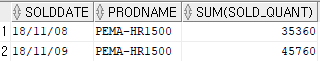 SOLDDATE PRODNAME SUM(SOLD_QUANT)
1 18/11/08 PEMA-HR1500 35360
2 18/11/09 PEMA-HR1500 45760